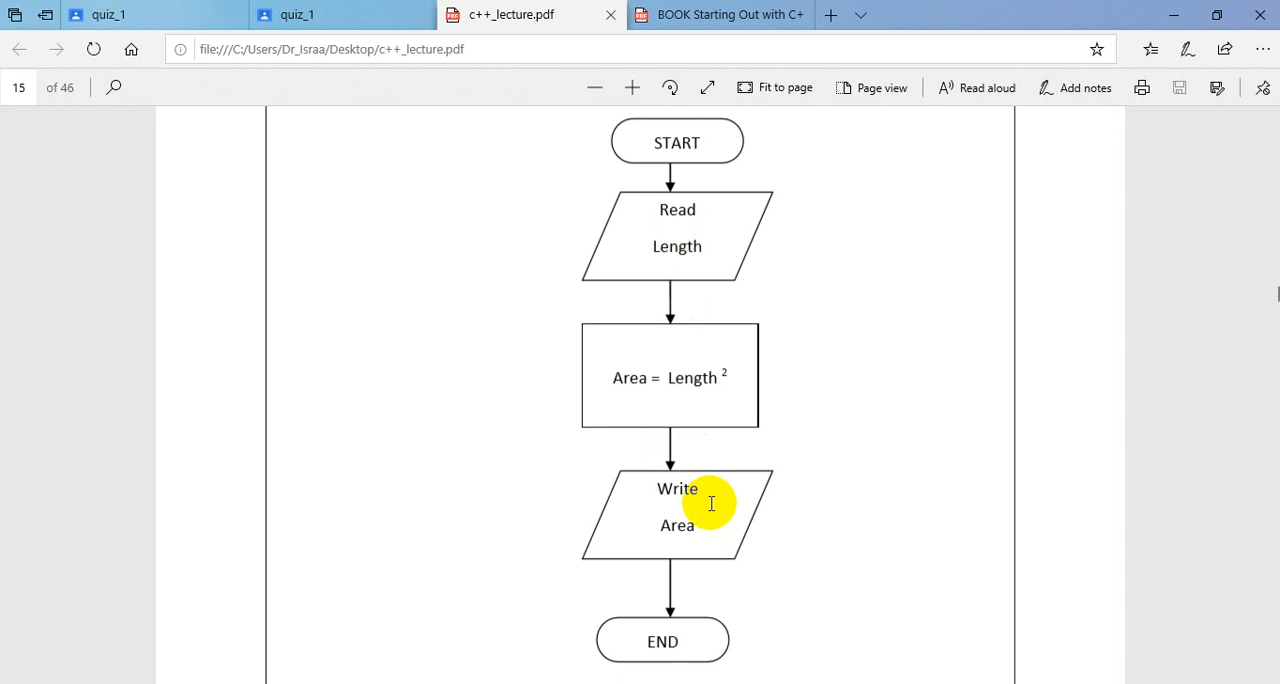 quiz_1
quiz_1
c++_lecture.pdf
BOOK Starting Out with C+
file:///C:/Users/Dr_Israa/Desktop/c++_lecture.pdf
15 of 46
Fit to page
Page view
Read aloud
Add notes
START
Read
Length
Area = Length ²
Write
Area
END